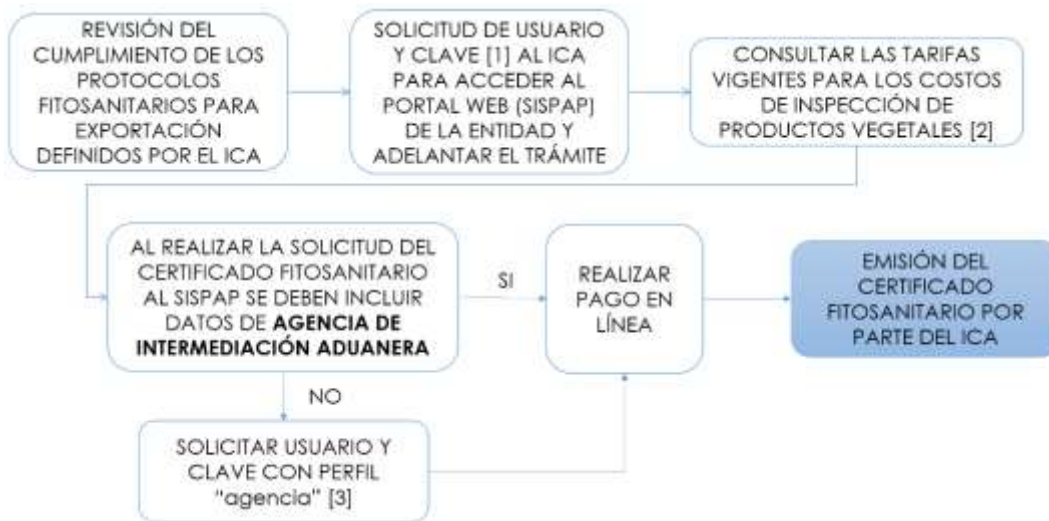 REVISIÓN DEL
CUMPLIMIENTO DE LOS
PROTOCOLOS
FITOSANITARIOS PARA
EXPORTACIÓN
DEFINIDOS POR EL ICA
SOLICITUD DE USUARIO
Y CLAVE [1] AL ICA
PARA ACCEDER AL
PORTAL WEB (SISPAP)
DE LA ENTIDAD Y
ADELANTAR EL TRÁMITE
CONSULTAR LAS TARIFAS
VIGENTES PARA LOS COSTOS
DE INSPECCIÓN DE
PRODUCTOS VEGETALES [2]
AL REALIZAR LA SOLICITUD DEL
CERTIFICADO FITOSANITARIO
AL SISPAP SE DEBEN INCLUIR
DATOS DE AGENCIA DE
INTERMEDIACIÓN ADUANERA
SI
REALIZAR
PAGO EN
LÍNEA
EMISIÓN DEL
CERTIFICADO
FITOSANITARIO POR
PARTE DEL ICA
NO
SOLICITAR USUARIO Y
CLAVE CON PERFIL
"agencia" [3]